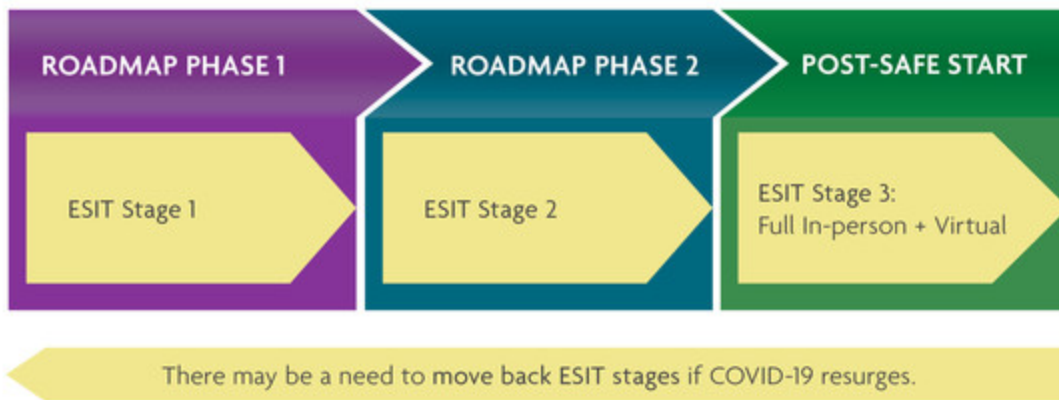 ROADMAP PHASE 1
ROADMAP PHASE 2
POST-SAFE START
ESIT Stage 1
ESIT Stage 2
ESIT Stage 3:
Full In-person + Virtual
There may be a need to move back ESIT stages if COVID-19 resurges.